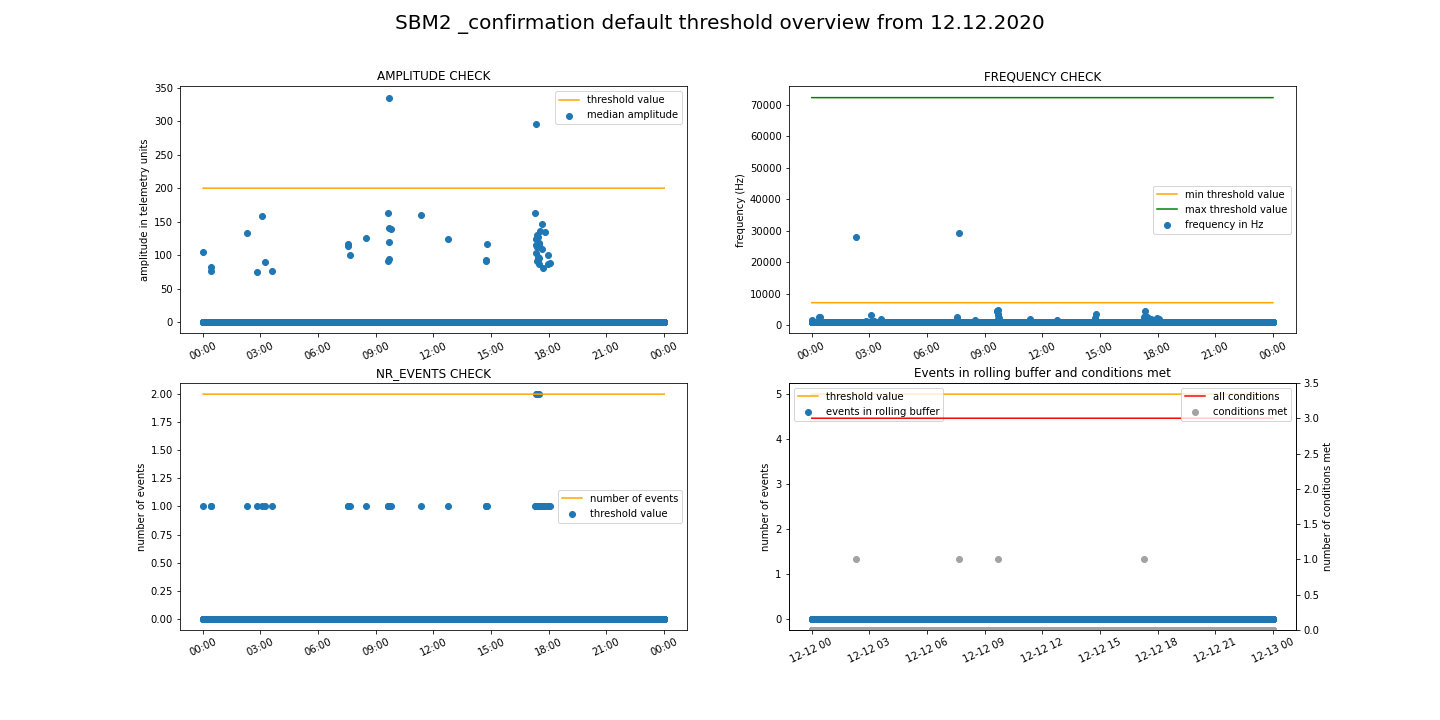 SBM2 _confirmation default threshold overview from 12.12.2020
AMPLITUDE CHECK
amplitude in telemetry units
350
300
250
200
150
100
50
0
threshold value
median amplitude
00:00 03:00 06:00 09:00 12:00 15:00 18:00 21:00 00:00
FREQUENCY CHECK
frequency (Hz)
70000
60000
50000
40000
30000
20000
10000
0
min threshold value
max threshold value
frequency in Hz
00:00 03:00 06:00 09:00 12:00 15:00 18:00 21:00 00:00
NR_EVENTS CHECK
number of events
2.00
1.75
1.50
1.25
1.00
0.75
0.50
0.25
0.00
number of events
threshold value
00:00 03:00 06:00 09:00 12:00 15:00 18:00 21:00 00:00
Events in rolling buffer and conditions met
number of events
5
4
3
2
1
0
threshold value
events in rolling buffer
all conditions
conditions met
3.5
3.0
2.5
2.0
1.5
1.0
0.5
0.0
number of conditions met
12-12 00 12-12 03 12-12 06 12-12 09 12-12 12 12-12 15 12-12 18 12-12 21 12-13 00